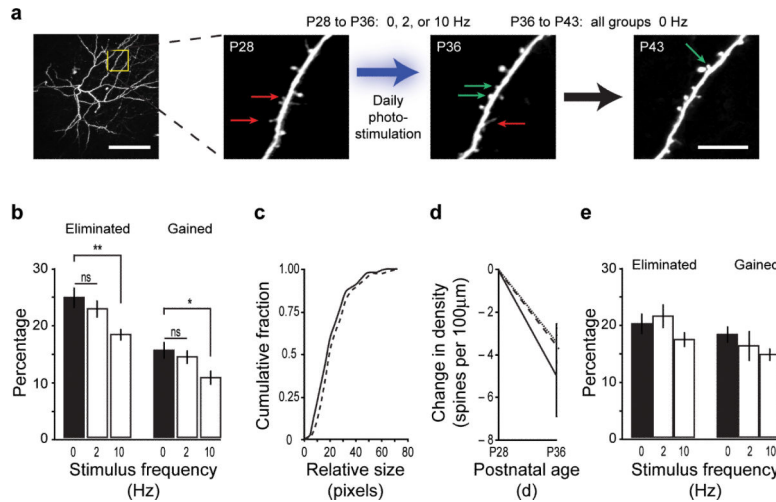 a
P28 to P36: 0, 2, or 10 Hz
P36 to P43: all groups 0 Hz
P28
Daily
photo-
stimulation
P36
P43
b
Eliminated
Gained
**
ns
*
ns
30
20
10
0
Percentage
0 2 10 0 2 10
Stimulus frequency
(Hz)
c
1.00
0.75
0.5
0.25
0
Cumulative fraction
0 20 40 60 80
Relative size
(pixels)
d
0
−2
−4
−6
−8
Change in density
(spines per 100μm)
P28 P36
Postnatal age
(d)
e
Eliminated
Gained
30
20
10
0
Percentage
0 2 10 0 2 10
Stimulus frequency
(Hz)